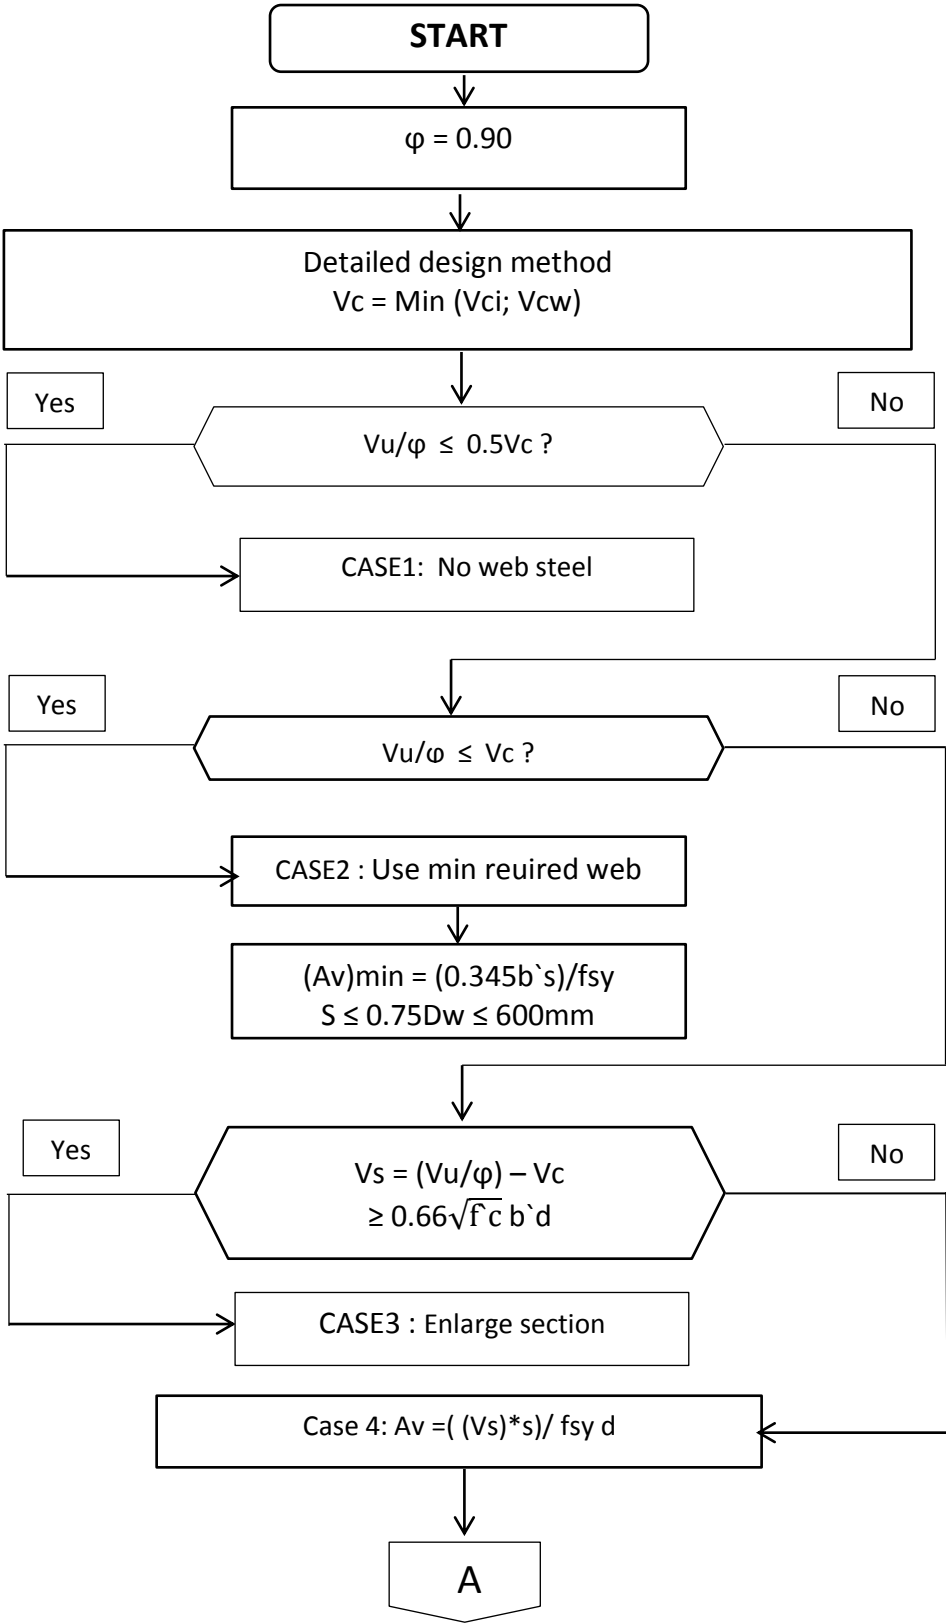 START
φ = 0.90
Detailed design method
Vc = Min (Vci; Vcw)
Yes
No
Vu/φ ≤ 0.5Vc ?
CASE1: No web steel
Yes
No
Vu/φ ≤ Vc ?
CASE2 : Use min reuired web
(Av)min = (0.345b`s)/fsy
S ≤ 0.75Dw ≤ 600mm
Yes
No
Vs = (Vu/φ) – Vc
≥ 0.66√f`c b`d
CASE3 : Enlarge section
Case 4: Av =( (Vs)*s)/ fsy d
A